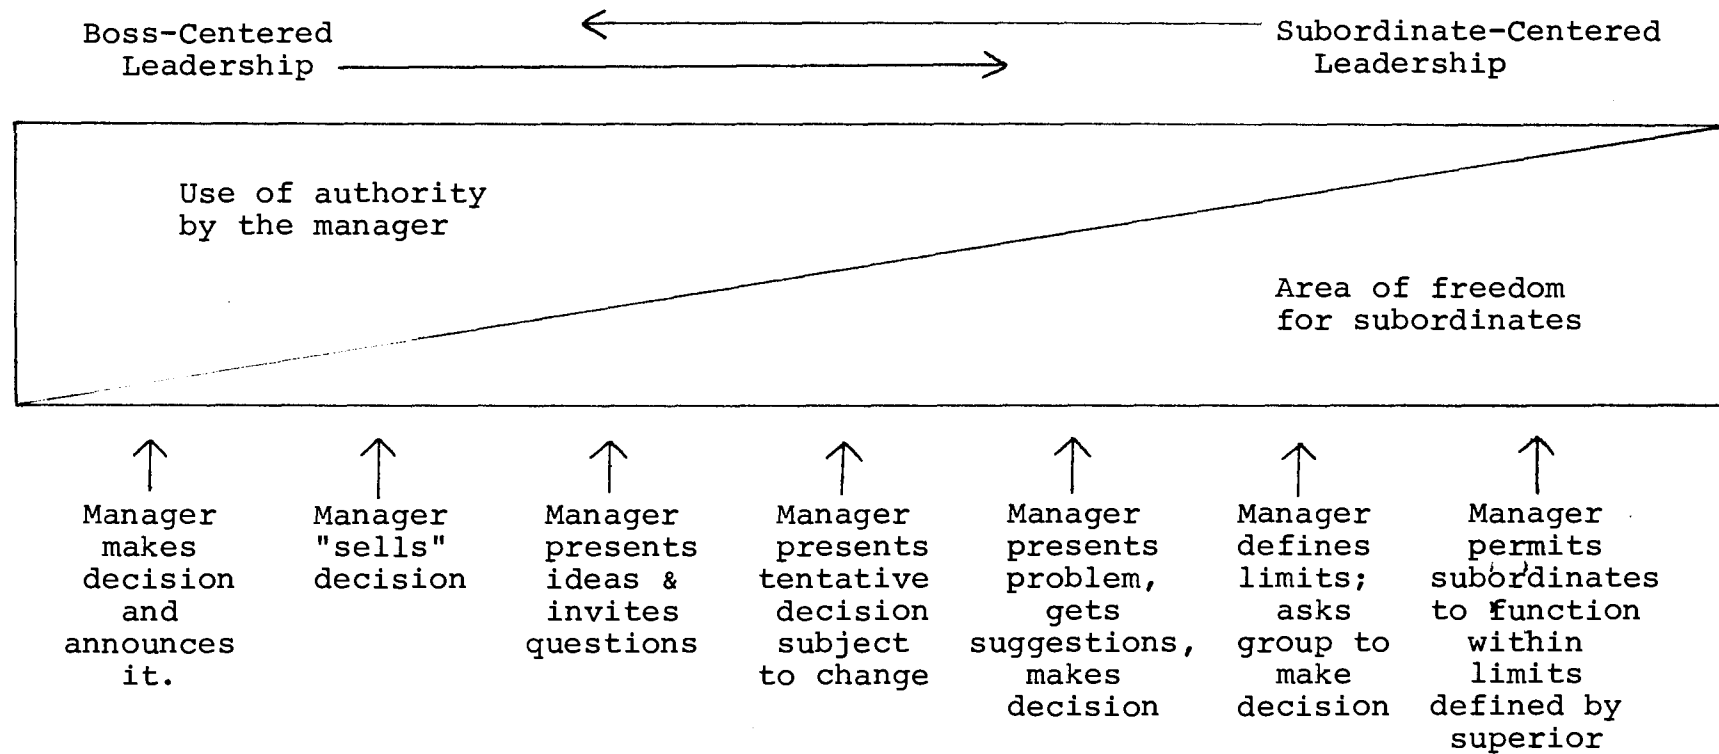 Boss-Centered
Leadership
Subordinate-Centered
Leadership
Use of authority
by the manager
Area of freedom
for subordinates
Manager
makes
decision
and
announces
it.
Manager
"sells"
decision
Manager
presents
ideas &
invites
questions
Manager
presents
tentative
decision
subject
to change
Manager
presents
problem,
gets
suggestions,
makes
decision
Manager
defines
limits;
asks
group to
make
decision
Manager
permits
subordinates
to function
within
limits
defined by
superior